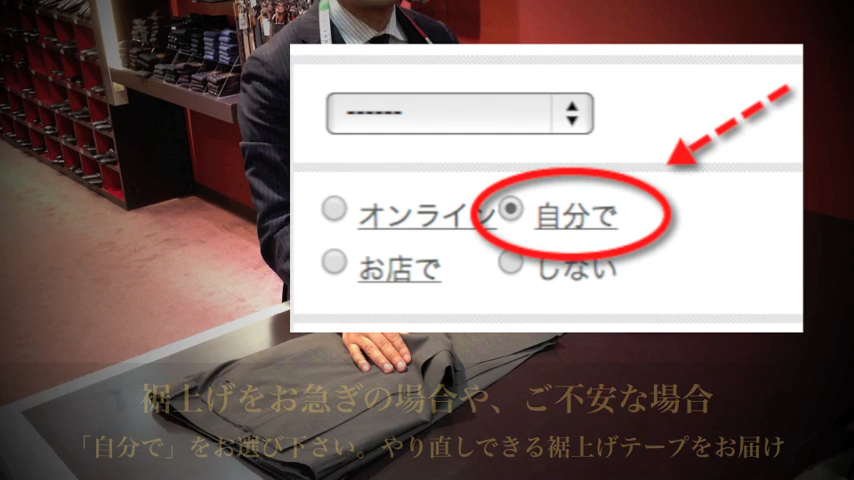 ------
オンライン 自分で
お店で しない
裾上げをお急ぎの場合や、ご不安な場合
「自分で」をお選び下さい。やり直しできる裾上げテープをお届け